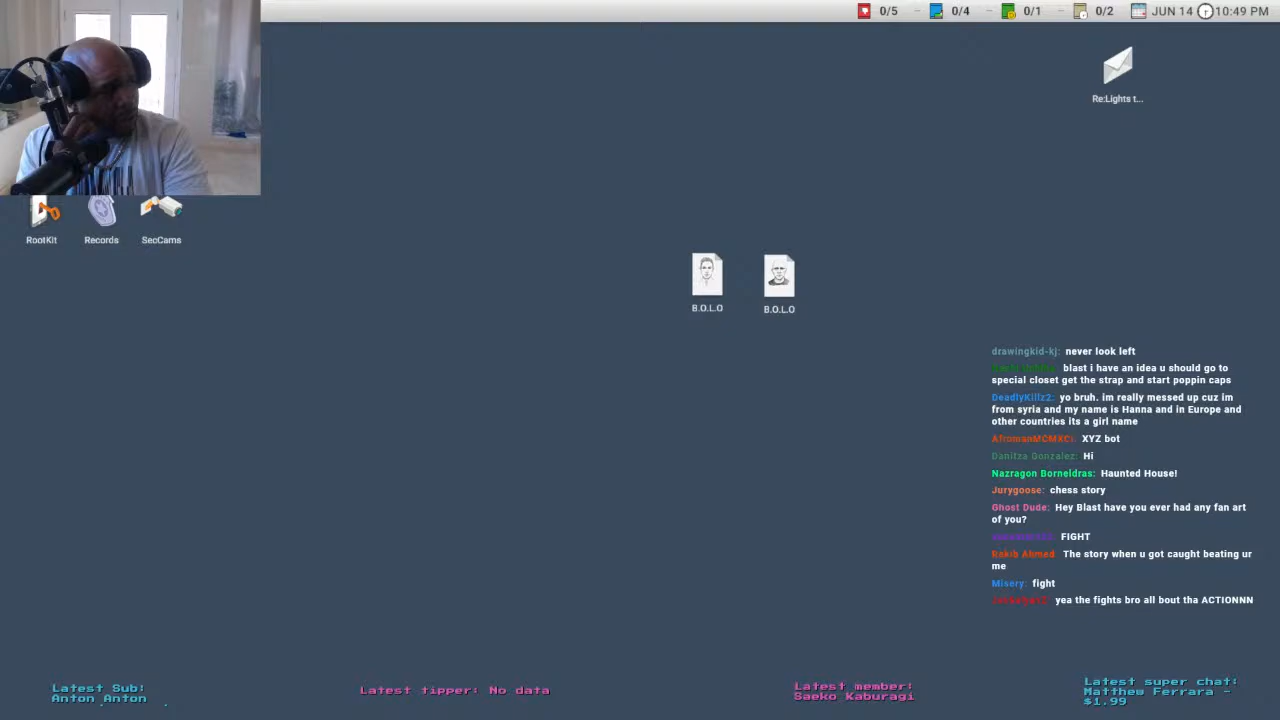 0/5
0/4
0/1
0/2
JUN 14
10:49 PM
Re:Lights t...
RootKit
Records
SecCams
B.O.L.O
B.O.L.O
drawingkid-kj: never look left
blast i have an idea u should go to
special closet get the strap and start poppin caps
DeadlyKillz2: yo bruh. im really messed up cuz im
from syria and my name is Hanna and in Europe and
other countries its a girl name
AfromanMCMXCI: XYZ bot
Danitza Gonzalez: Hi
Nazragon Borneldras: Haunted House!
Jurygoose: chess story
Ghost Dude: Hey Blast have you ever had any fan art
of you?
FIGHT
Rakib Ahmed: The story when u got caught beating ur
me
Misery: fight
yea the fights bro all bout tha ACTIONNN
Latest Sub:
Anton Anton
Latest tipper: No data
Latest member:
Saeko Kaburagi
Latest super chat:
Matthew Ferrara -
$1.99